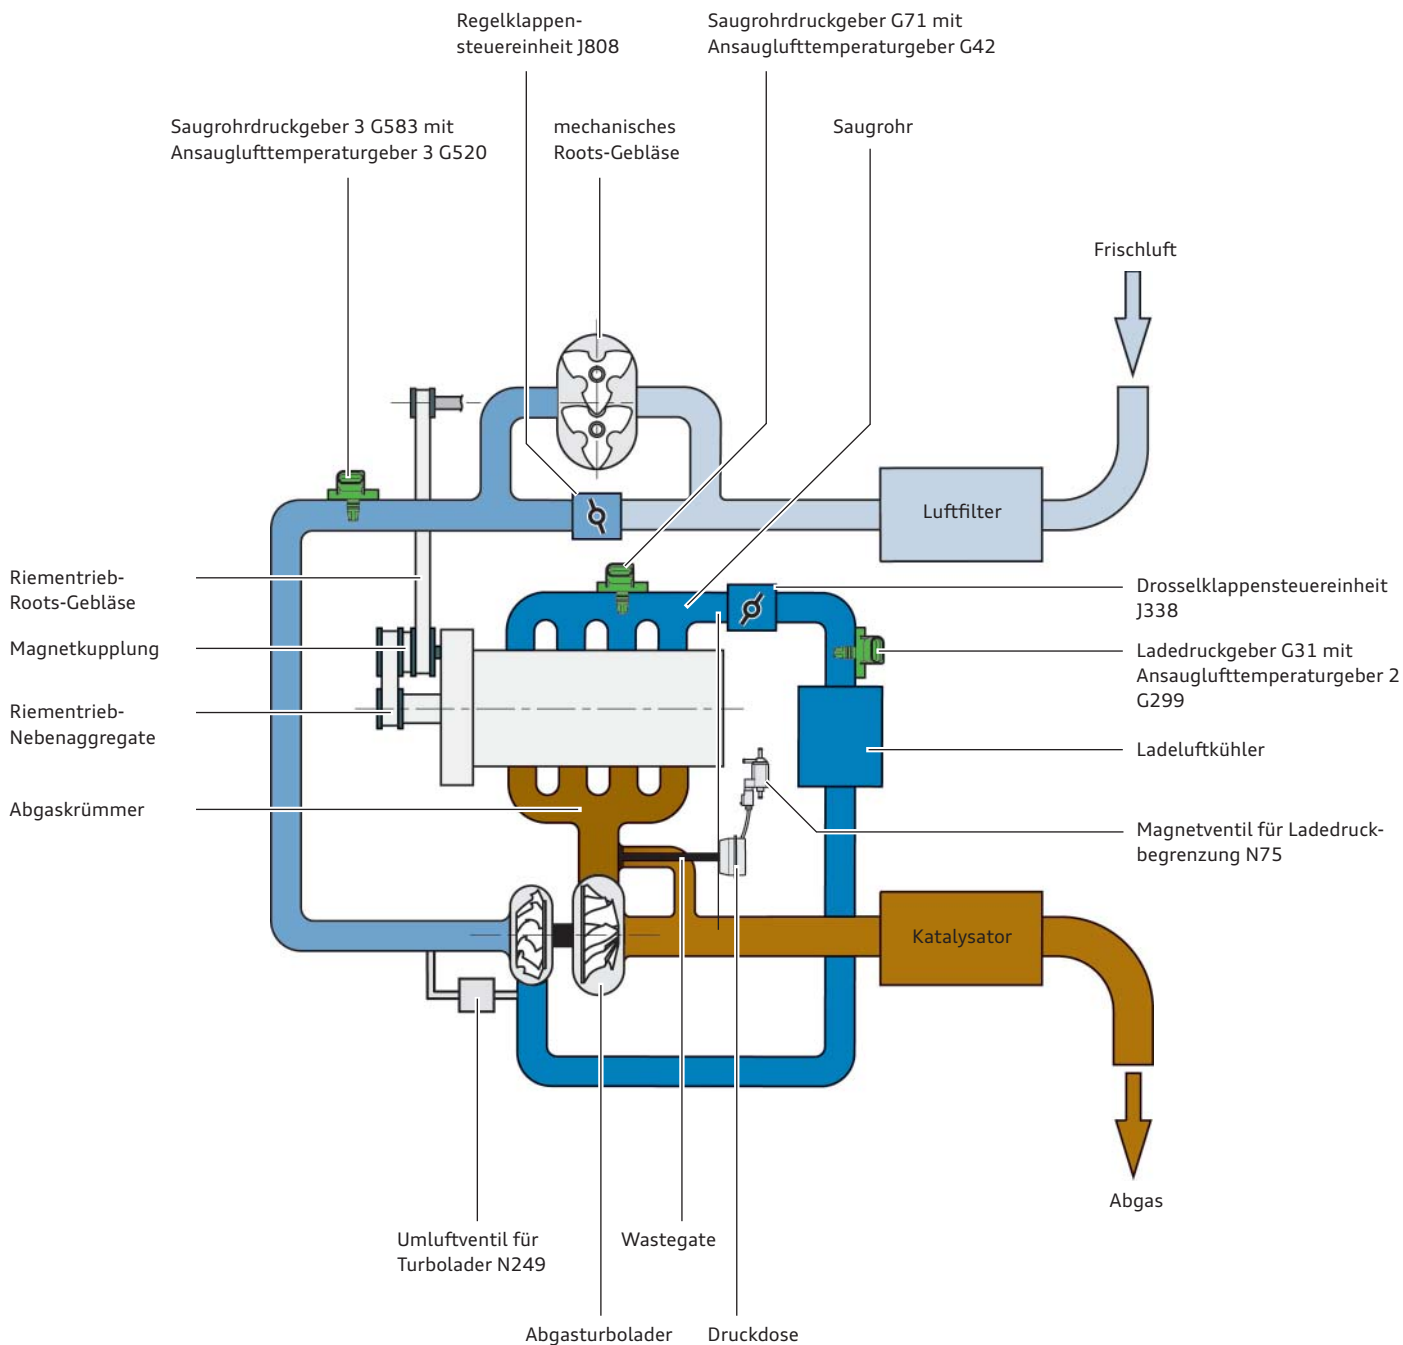 Regelklappen-
steuereinheit J808
Saugrohrdruckgeber G71 mit
Ansauglufttemperaturgeber G42
Saugrohrdruckgeber 3 G583 mit
Ansauglufttemperaturgeber 3 G520
mechanisches
Roots-Gebläse
Saugrohr
Frischluft
Luftfilter
Riementrieb-
Roots-Gebläse
Magnetkupplung
Riementrieb-
Nebenaggregate
Abgaskrümmer
Drosselklappensteuereinheit
J338
Ladedruckgeber G31 mit
Ansauglufttemperaturgeber 2
G299
Ladeluftkühler
Magnetventil für Ladedruck-
begrenzung N75
Katalysator
Abgas
Umluftventil für
Turbolader N249
Wastegate
Abgasturbolader
Druckdose